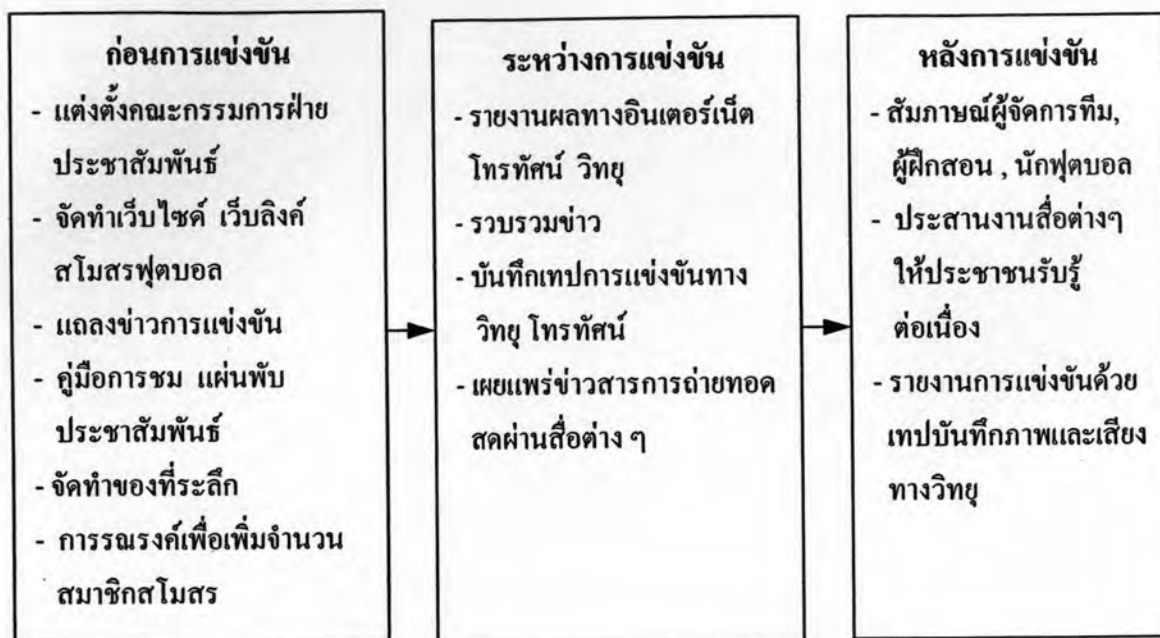 ก่อนการแข่งขัน
- แต่งตั้งคณะกรรมการฝ่าย
ประชาสัมพันธ์
- จัดทำเว็บไซด์ เว็บลิงค์
สโมสรฟุตบอล
- แถลงข่าวการแข่งขัน
- คู่มือการชม แผ่นพับ
ประชาสัมพันธ์
- จัดทำของที่ระลึก
- การรณรงค์เพื่อเพิ่มจำนวน
สมาชิกสโมสร
ระหว่างการแข่งขัน
- รายงานผลทางอินเตอร์เน็ต
โทรทัศน์ วิทยุ
- รวบรวมข่าว
- บันทึกเทปการแข่งขันทาง
วิทยุ โทรทัศน์
- เผยแพร่ข่าวสารการถ่ายทอด
สดผ่านสื่อต่าง ๆ
หลังการแข่งขัน
- สัมภาษณ์ผู้จัดการทีม,
ผู้ฝึกสอน , นักฟุตบอล
- ประสานงานสื่อต่างๆ
ให้ประชาชนรับรู้
ต่อเนื่อง
- รายงานการแข่งขันด้วย
เทปบันทึกภาพและเสียง
ทางวิทยุ